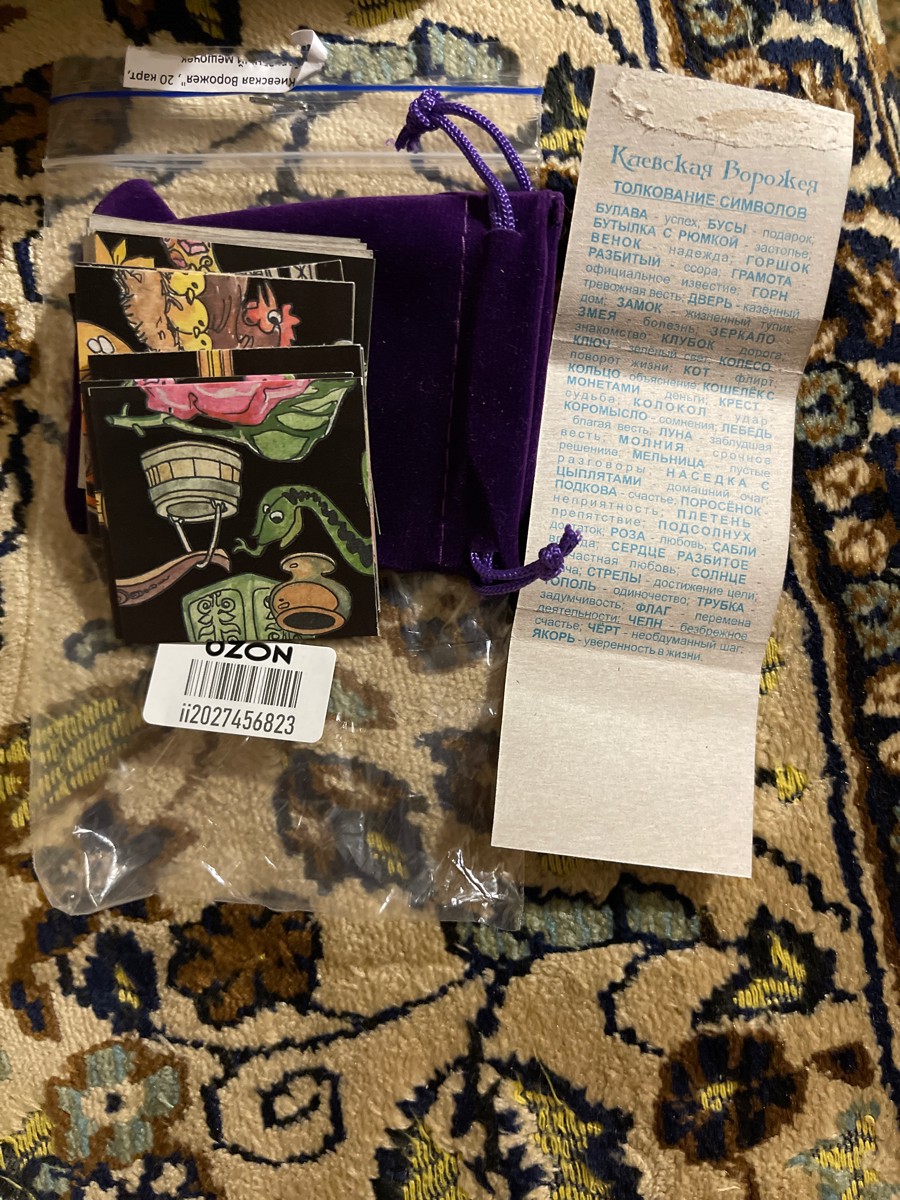 Киевская Ворожея", 20 карт,
мешочек
Киевская Ворожея
ТОЛКОВАНИЕ СИМВОЛОВ
БУЛАВА - успех, БУСЫ - подарок;
БУТЫЛКА С РЮМКОЙ - застолье;
ВЕНОК - надежда; ГОРШОК
РАЗБИТЫЙ - ссора; ГРАМОТА
официальное известие; ГОРН
тревожная весть; ДВЕРЬ - казённый
дом; ЗАМОК - жизненный тупик;
ЗМЕЯ - болезнь; ЗЕРКАЛО
знакомство; КЛУБОК - дорога;
КЛЮЧ - зелёный свет; КОЛЕСО
поворот жизни; КОТ - флирт;
КОЛЬЦО - объяснение; КОШЕЛЁК С
МОНЕТАМИ - деньги; КРЕСТ -
судьба; КОЛОКОЛ - удар;
КОРОМЫСЛО - сомнения; ЛЕБЕДЬ
благая весть; ЛУНА - заблудшая
весть; МОЛНИЯ - срочное
решение; МЕЛЬНИЦА - пустые
разговоры; НАСЕДКА С
ЦЫПЛЯТАМИ - домашний очаг;
ПОДКОВА - счастье; ПОРОСЁНОК -
неприятность; ПЛЕТЕНЬ
препятствие; ПОДСОЛНУХ
достаток; РОЗА - любовь; САБЛИ
СЕРДЦЕ РАЗБИТОЕ
любовь; СОЛНЦЕ
СТРЕЛЫ - достижение цели;
ТОПОЛЬ - одиночество; ТРУБКА
задумчивость; ФЛАГ - перемена
деятельности; ЧЕЛН - безбрежное
счастье; ЧЁРТ - необдуманный шаг;
ЯКОРЬ - уверенность в жизни.
OZON
ii2027456823